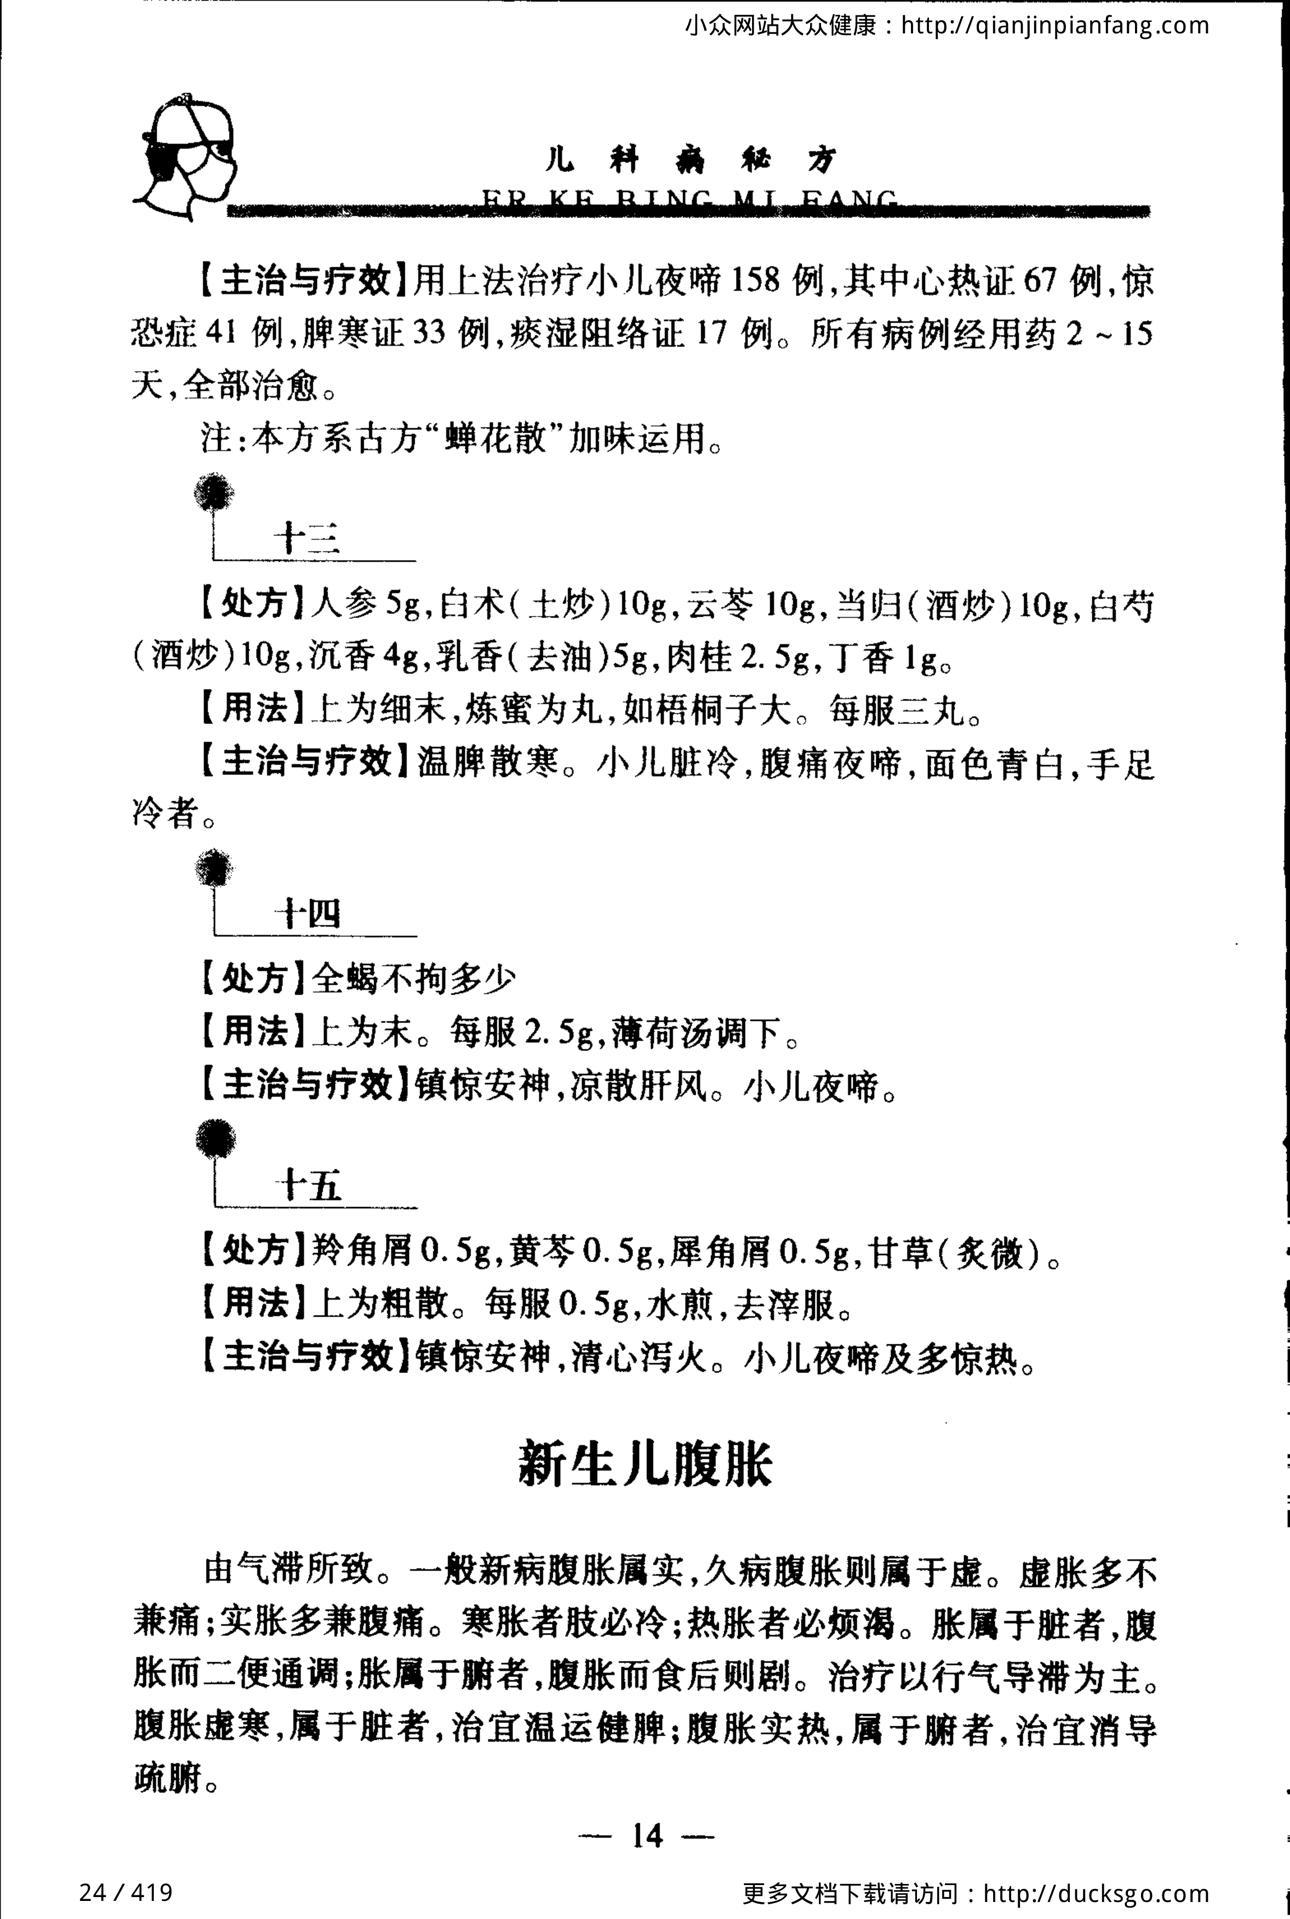 小众网站大众健康：http://qianjinpianfang.com
儿科病秘方
ER KE BING MI FANG
【主治与疗效】用上法治疗小儿夜啼158例,其中心热证67例,惊
恐症41例,脾寒证33例,痰湿阻络证17例。所有病例经用药2~15
天,全部治愈。
注:本方系古方“蝉花散”加味运用。
十三
【处方】人参5g,白术(土炒)10g,云苓10g,当归(酒炒)10g,白芍
(酒炒)10g,沉香4g,乳香(去油)5g,肉桂2.5g,丁香1g。
【用法】上为细末,炼蜜为丸,如梧桐子大。每服三丸。
【主治与疗效】温脾散寒。小儿脏冷,腹痛夜啼,面色青白,手足
冷者。
十四
【处方】全蝎不拘多少
【用法】上为末。每服2.5g,薄荷汤调下。
【主治与疗效】镇惊安神,凉散肝风。小儿夜啼。
十五
【处方】羚角屑0.5g,黄芩0.5g,犀角屑0.5g,甘草(炙微)。
【用法】上为粗散。每服0.5g,水煎,去滓服。
【主治与疗效】镇惊安神,清心泻火。小儿夜啼及多惊热。
新生儿腹胀
由气滞所致。一般新病腹胀属实,久病腹胀则属于虚。虚胀多不
兼痛;实胀多兼腹痛。寒胀者肢必冷;热胀者必烦渴。胀属于脏者,腹
胀而二便通调;胀属于腑者,腹胀而食后则剧。治疗以行气导滞为主。
腹胀虚寒,属于脏者,治宜温运健脾;腹胀实热,属于腑者,治宜消导
疏腑。
— 14 —
24 / 419
更多文档下载请访问：http://ducksgo.com